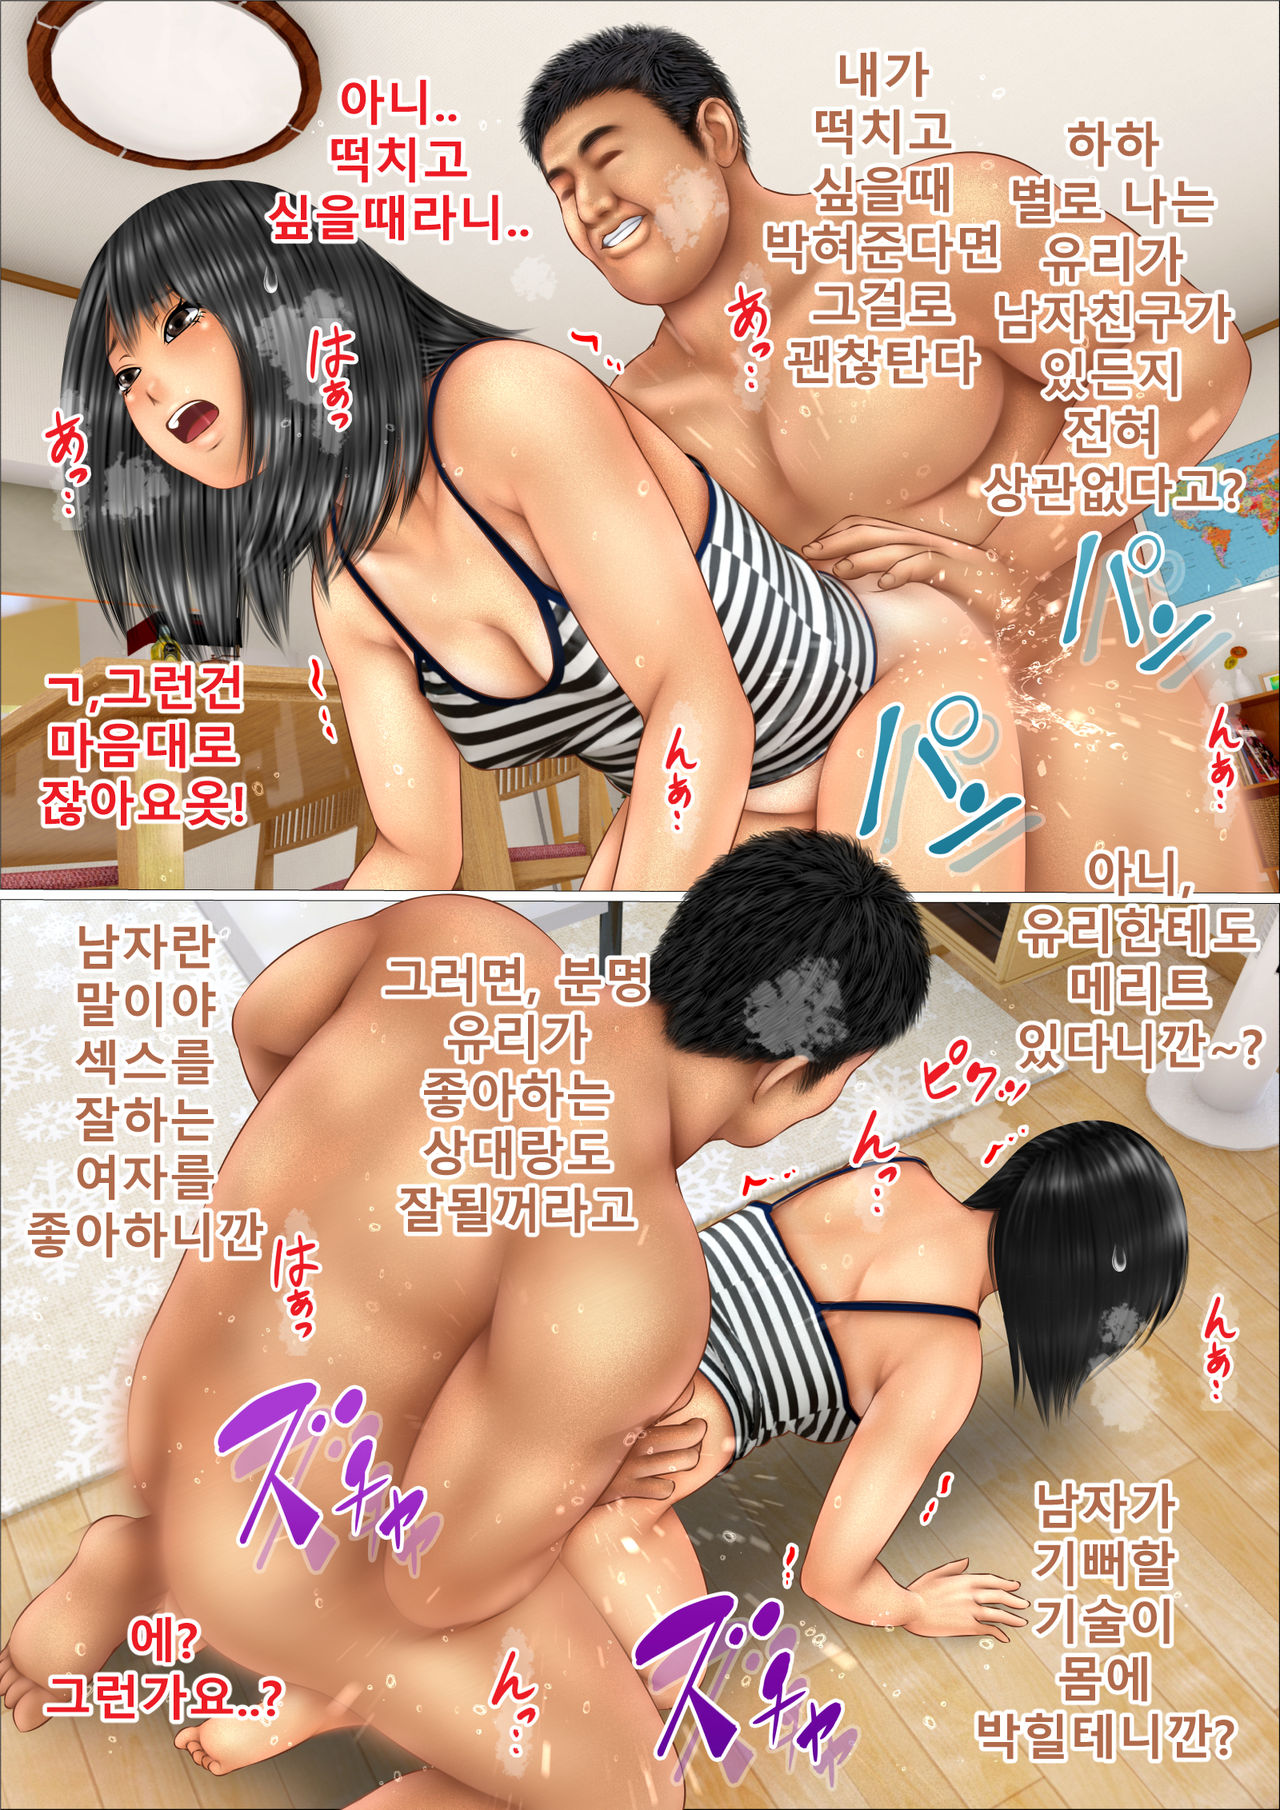 하하
별로 나는
유리가
남자친구가
있든지
전혀
상관없다고?
내가
떡치고
싶을때
박혀준다면
그걸로
괜찮탄다
아니..
떡치고
싶을때라니..
ㄱ,그런건
마음대로
잖아요옷!
あっ…
はぁっ
あっ…
んぁ…
んぁ…
パンッ
パンッ
아니,
유리한테도
메리트
있다니깐~?
남자가
기뻐할
기술이
몸에
박힐테니깐?
그러면, 분명
유리가
좋아하는
상대랑도
잘될꺼라고
남자란
말이야
섹스를
잘하는
여자를
좋아하니깐
에?
그런가요..?
ピクッ
んっ…
はぁっ
んぁ…
んっ…
ズチャ
ズチャ